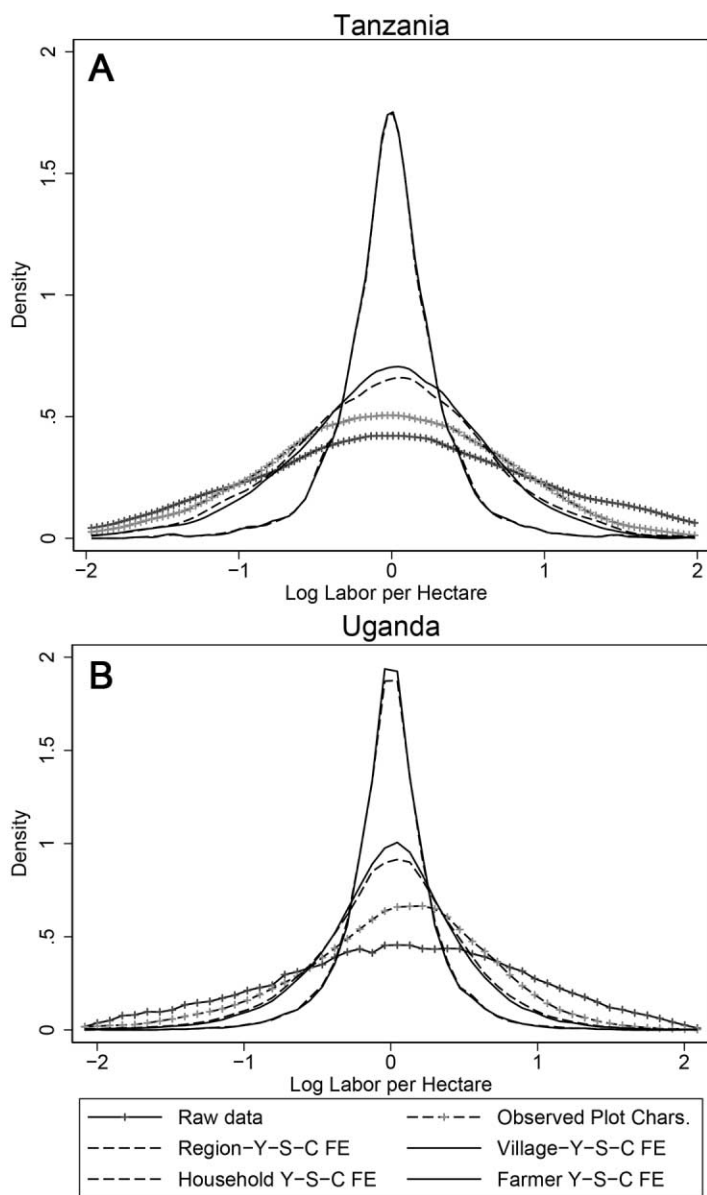 Tanzania
A
2
1.5
1
.5
0
Density
−2 −1 0 1 2
Log Labor per Hectare
Uganda
B
2
1.5
1
.5
0
Density
−2 −1 0 1 2
Log Labor per Hectare
Raw data Observed Plot Chars.
Region−Y−S−C FE Village−Y−S−C FE
Household Y−S−C FE Farmer Y−S−C FE